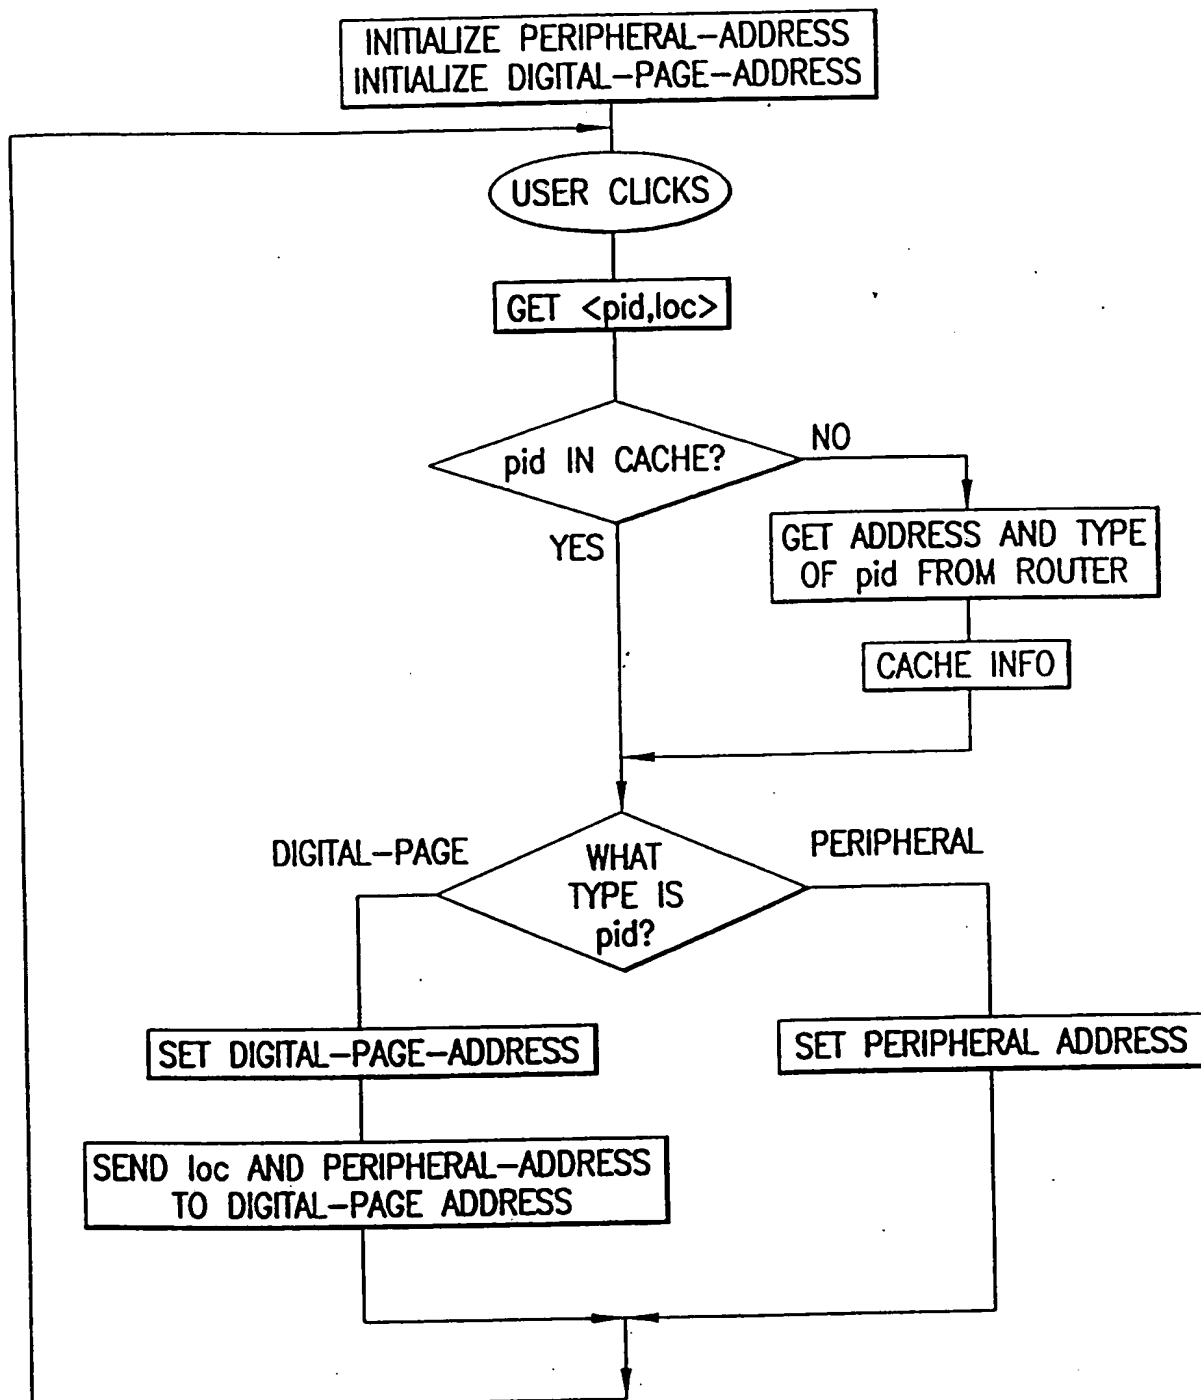 INITIALIZE PERIPHERAL-ADDRESS
INITIALIZE DIGITAL-PAGE-ADDRESS
USER CLICKS
GET <pid,loc>
pid IN CACHE?
NO
YES
GET ADDRESS AND TYPE
OF pid FROM ROUTER
CACHE INFO
DIGITAL-PAGE
WHAT
TYPE IS
pid?
PERIPHERAL
SET DIGITAL-PAGE-ADDRESS
SET PERIPHERAL ADDRESS
SEND loc AND PERIPHERAL-ADDRESS
TO DIGITAL-PAGE ADDRESS